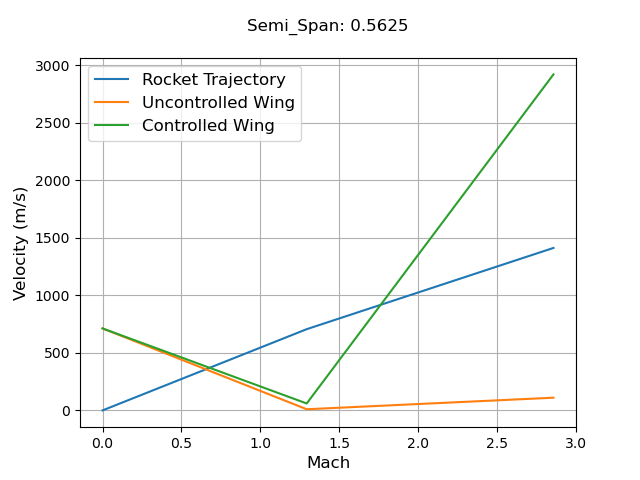 Semi_Span: 0.5625
3000
2500
2000
1500
1000
500
0
Velocity (m/s)
Rocket Trajectory
Uncontrolled Wing
Controlled Wing
0.0 0.5 1.0 1.5 2.0 2.5 3.0
Mach